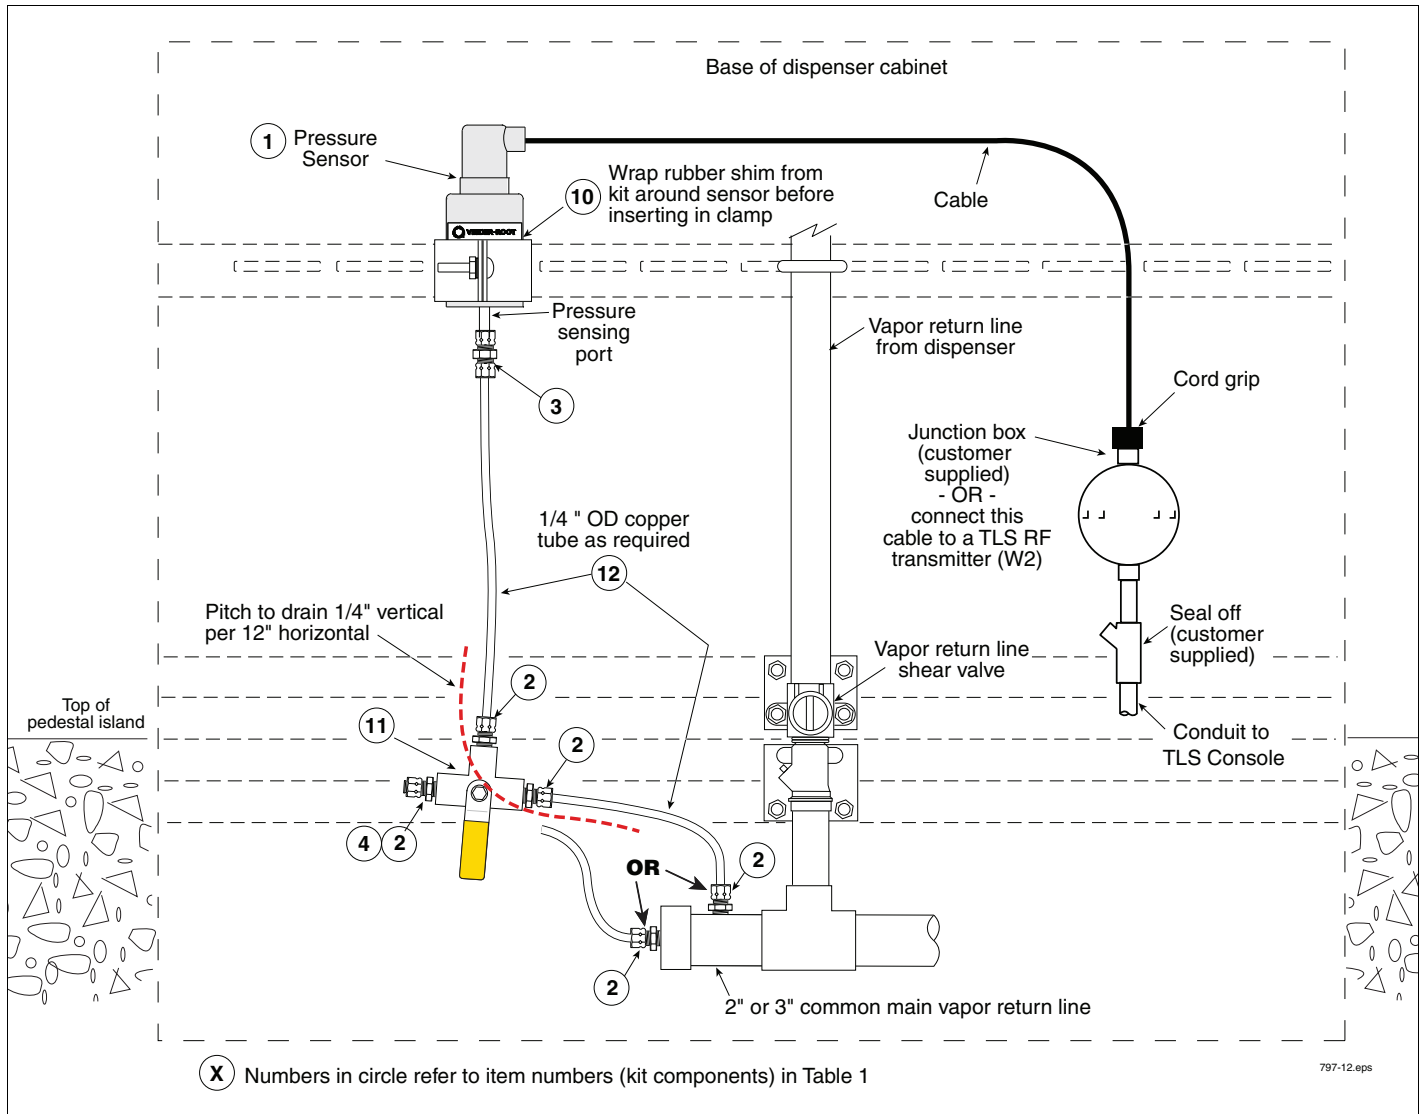 Base of dispenser cabinet
1 Pressure
Sensor
10 Wrap rubber shim from
kit around sensor before
inserting in clamp
VEEDER-ROOT
Cable
Pressure
sensing
port
3
Vapor return line
from dispenser
Cord grip
Junction box
(customer
supplied)
- OR -
connect this
cable to a TLS RF
transmitter (W2)
1/4 " OD copper
tube as required
12
Pitch to drain 1/4" vertical
per 12" horizontal
Seal off
(customer
supplied)
Vapor return line
shear valve
2
Top of
pedestal island
11
2
Conduit to
TLS Console
4 2
OR
2
2
2" or 3" common main vapor return line
X Numbers in circle refer to item numbers (kit components) in Table 1
797-12.eps